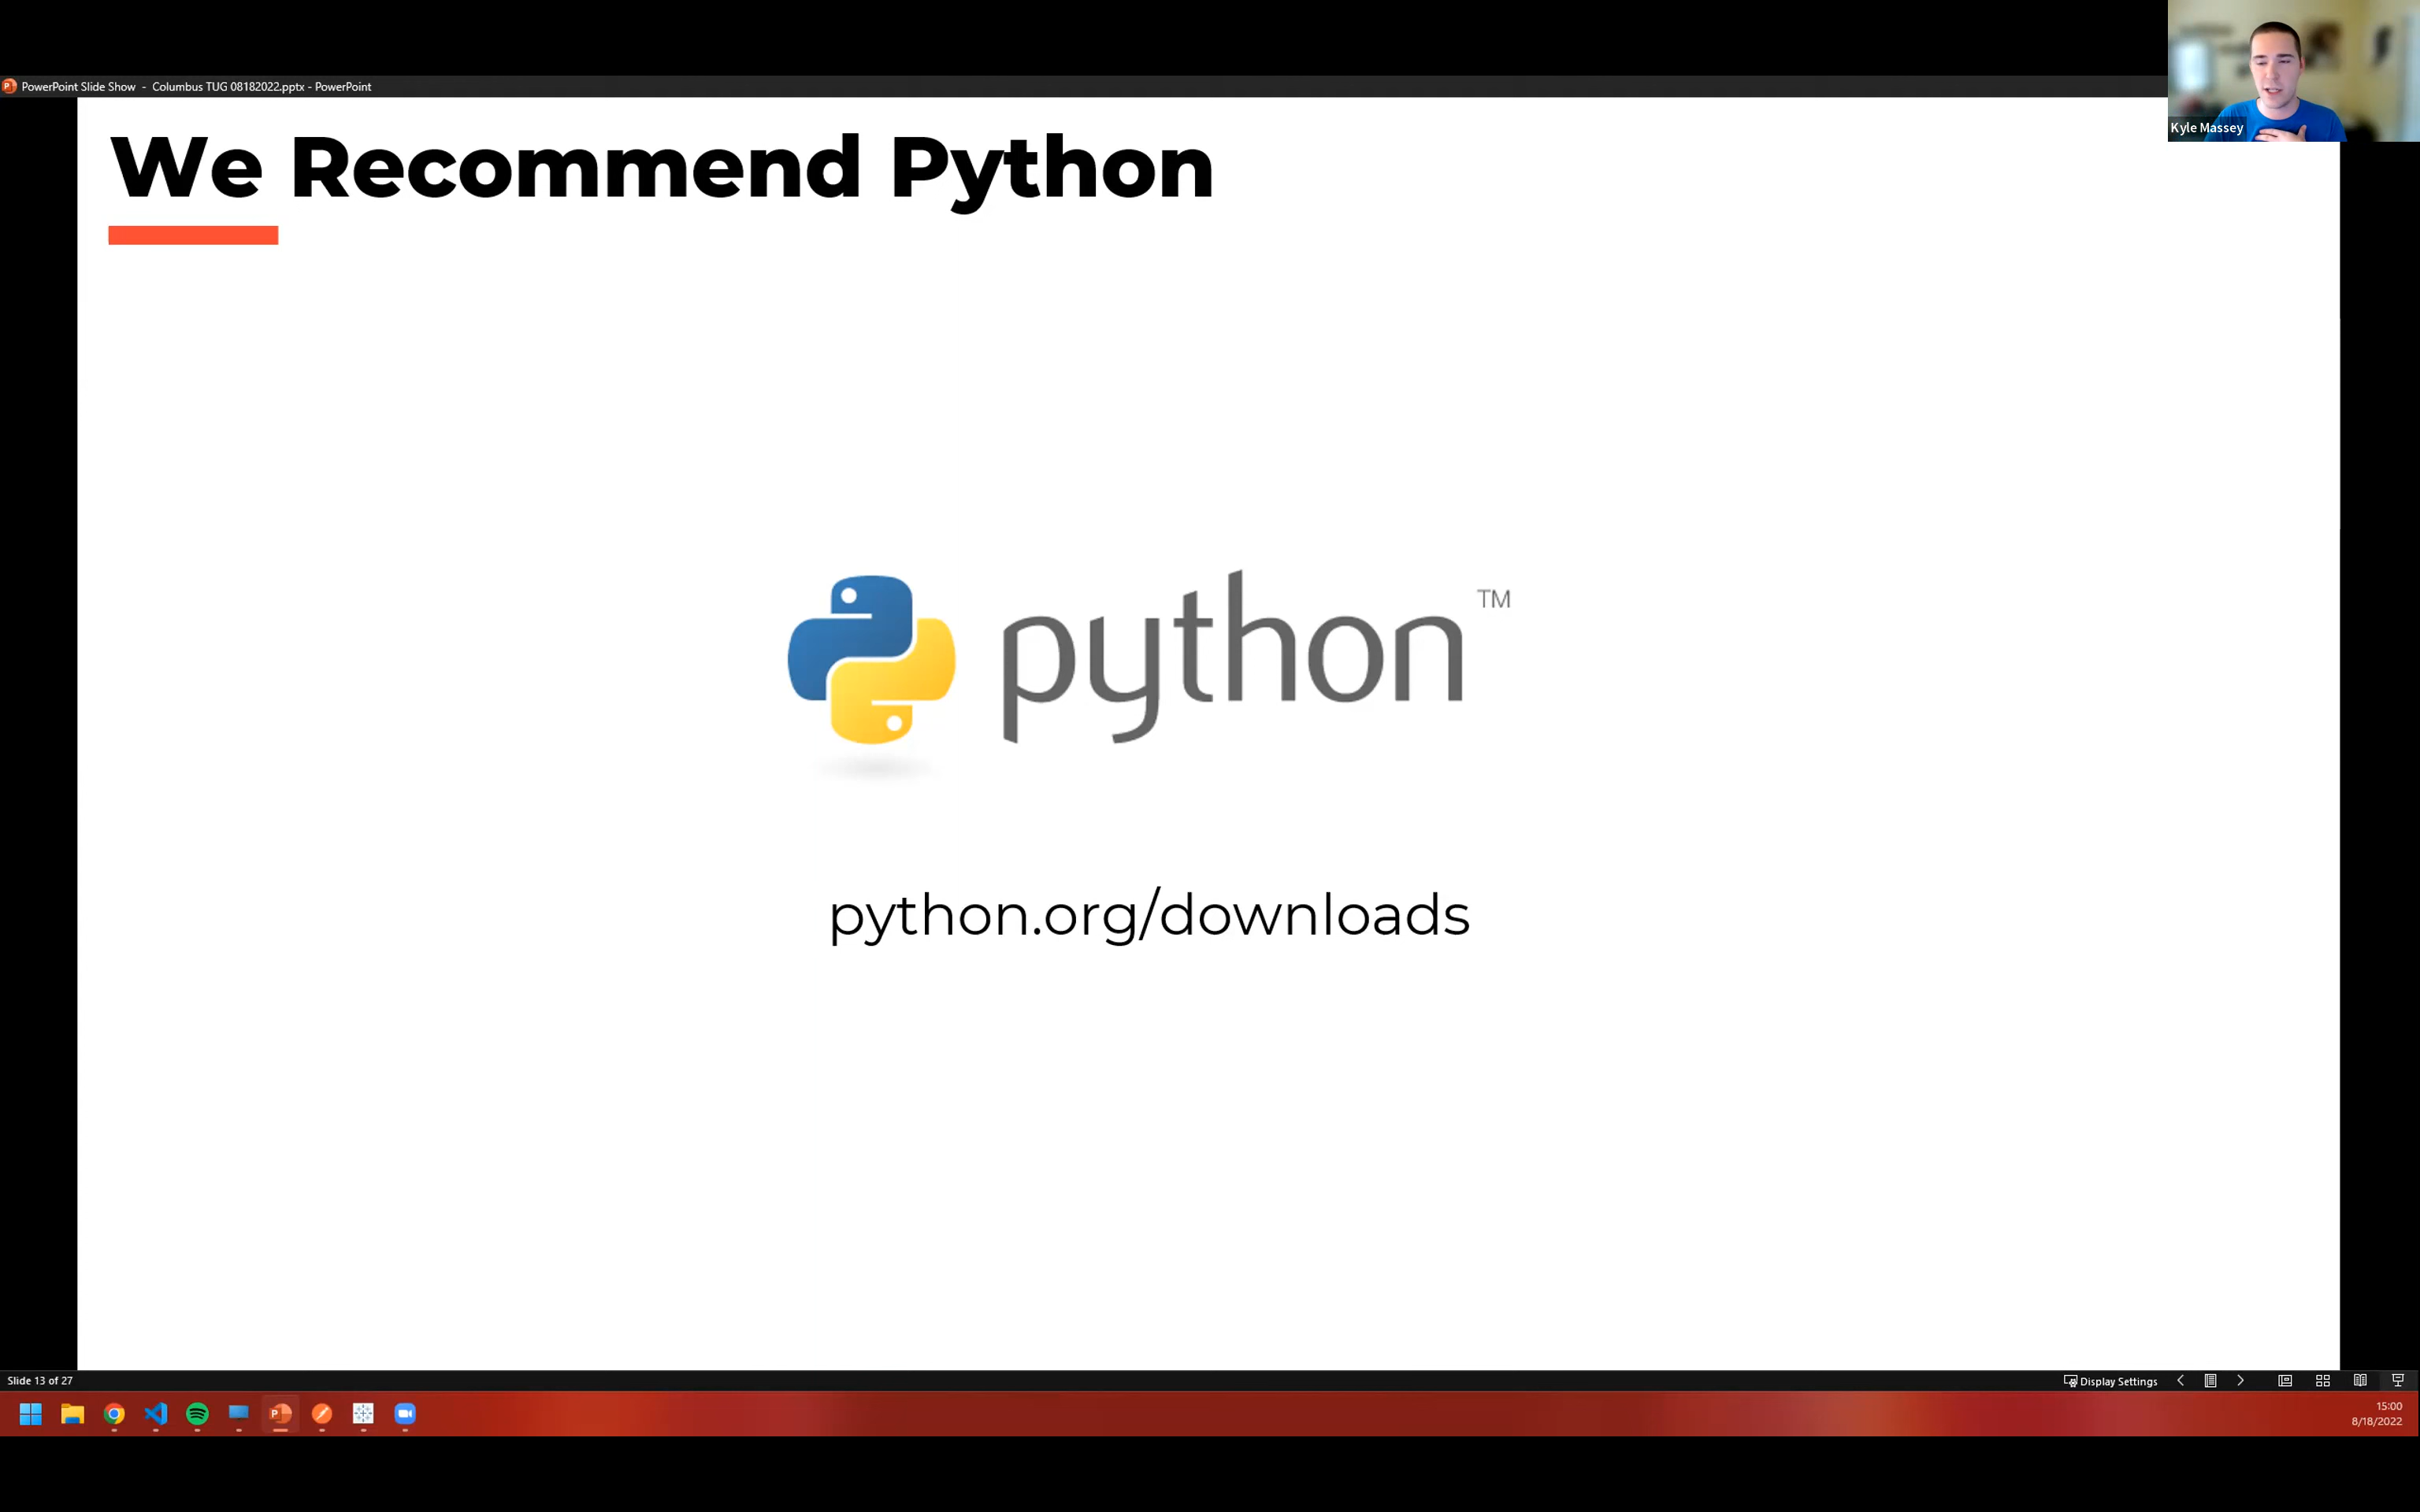 PowerPoint Slide Show - Columbus TUG 08182022.pptx - PowerPoint
Kyle Massey
We Recommend Python
python™
python.org/downloads
Slide 13 of 27
Display Settings
15:00
8/18/2022